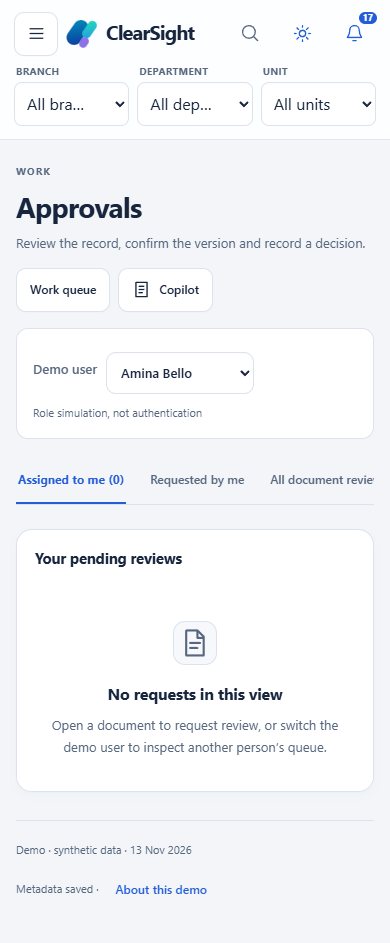 ClearSight
17
BRANCH DEPARTMENT UNIT
All bra... All dep... All units
WORK
Approvals
Review the record, confirm the version and record a decision.
Work queue Copilot
Demo user Amina Bello
Role simulation, not authentication
Assigned to me (0) Requested by me All document review
Your pending reviews
No requests in this view
Open a document to request review, or switch the
demo user to inspect another person's queue.
Demo · synthetic data · 13 Nov 2026
Metadata saved · About this demo